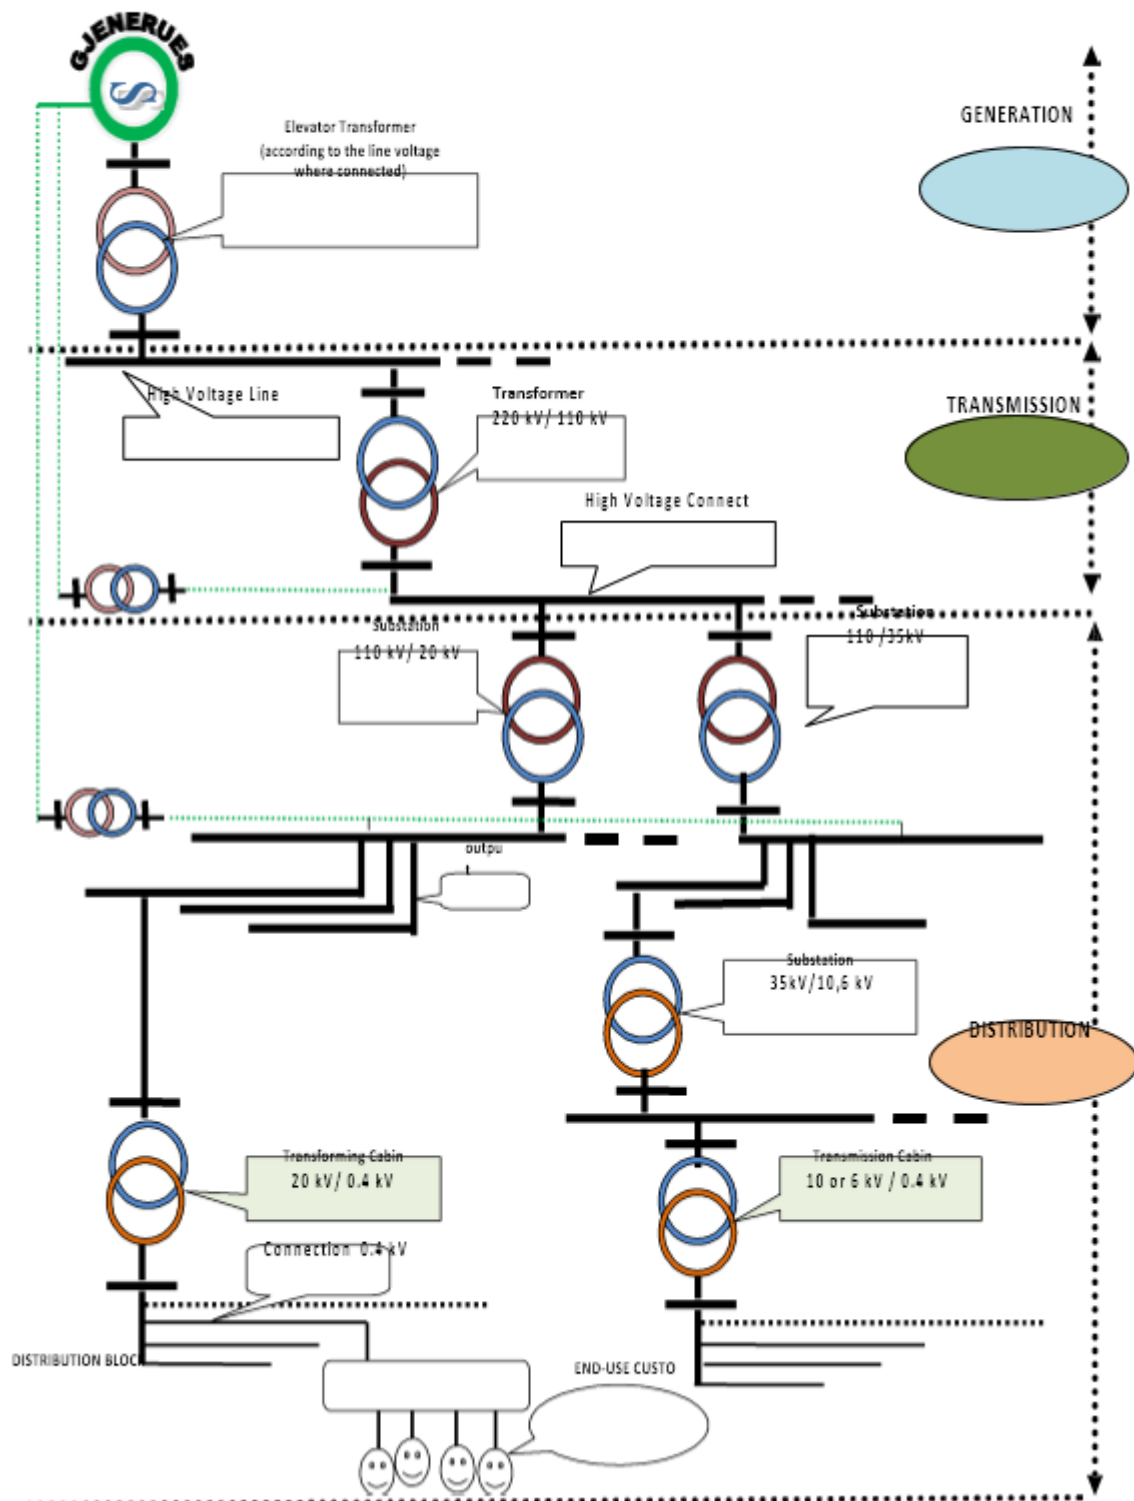 GJENERUES
GENERATION
Elevator Transformer
(according to the line voltage
where connected)
High Voltage Line
Transformer
220 kV/ 110 kV
TRANSMISSION
High Voltage Connect
Substation
110 kV/ 20 kV
Substation
110 /35kV
outpu
t
Substation
35kV/10,6 kV
DISTRIBUTION
Transforming Cabin
20 kV/ 0.4 kV
Transmission Cabin
10 or 6 kV / 0.4 kV
Connection 0.4 kV
DISTRIBUTION BLOCK
END-USE CUSTO